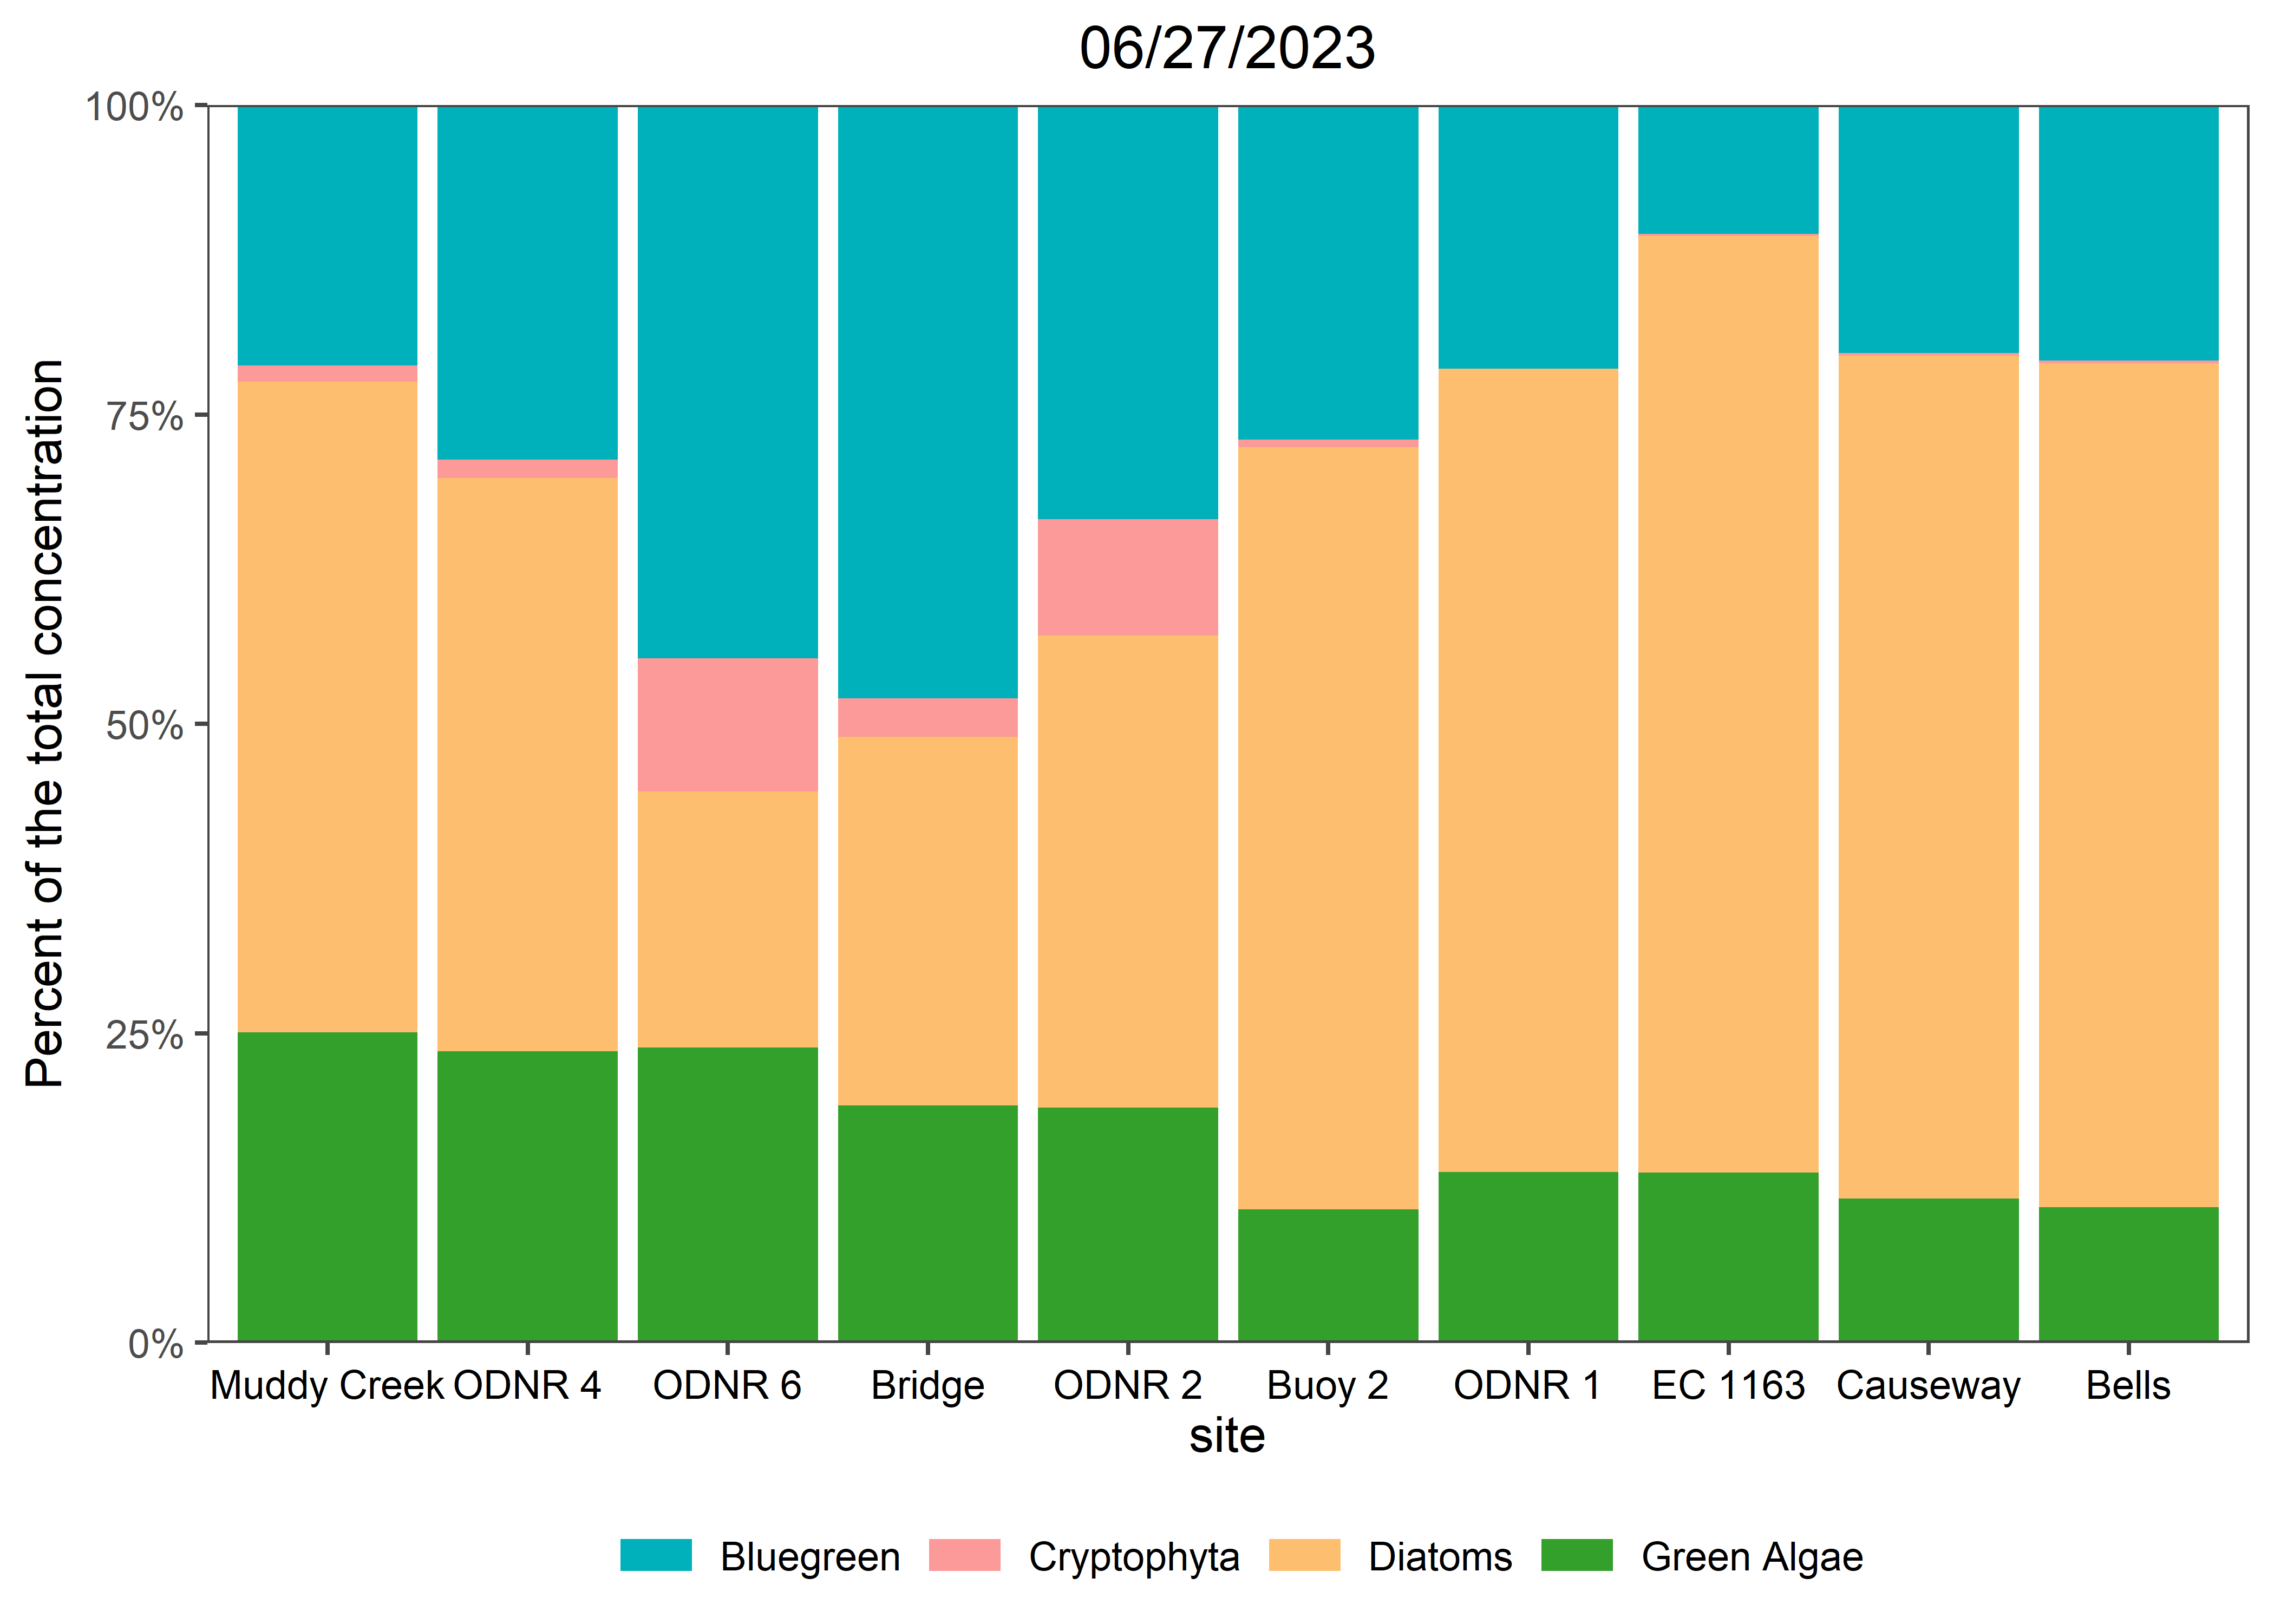 06/27/2023
Percent of the total concentration
100%
75%
50%
25%
0%
Muddy Creek ODNR 4 ODNR 6 Bridge ODNR 2 Buoy 2 ODNR 1 EC 1163 Causeway Bells
site
Bluegreen Cryptophyta Diatoms Green Algae